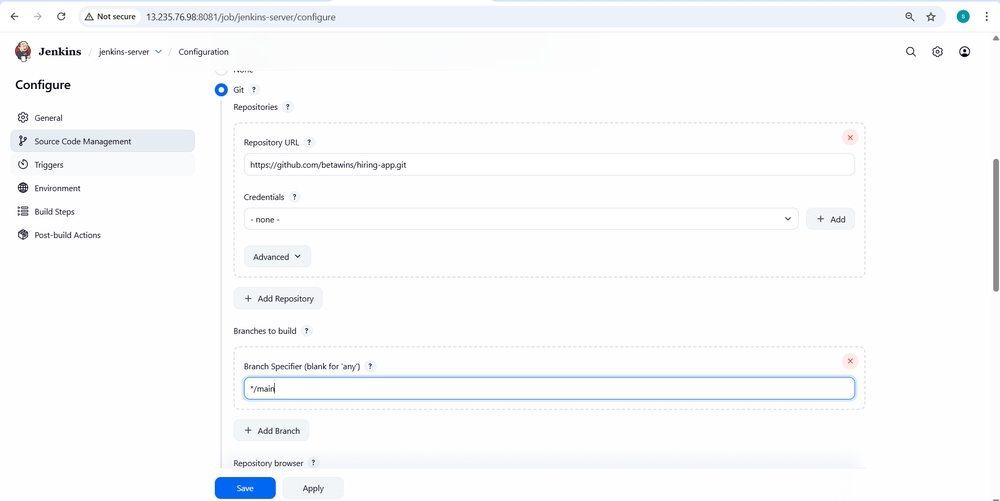 Not secure 13.235.76.98:8081/job/jenkins-server/configure
S
Jenkins / jenkins-server / Configuration
Configure
General
Source Code Management
Triggers
Environment
Build Steps
Post-build Actions
None
Git ?
Repositories ?
Repository URL ?
https://github.com/betawins/hiring-app.git
Credentials ?
- none -
+ Add
Advanced
+ Add Repository
Branches to build ?
Branch Specifier (blank for 'any') ?
*/main
+ Add Branch
Repository browser ?
Save
Apply